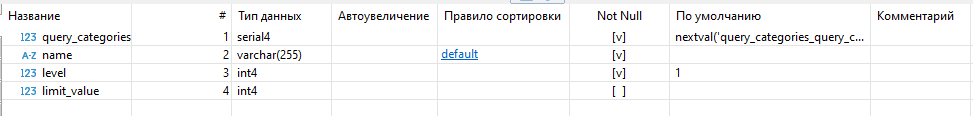 Название # Тип данных Автоувеличение Правило сортировки Not Null По умолчанию Комментарий
123 query_categories 1 serial4 [v] nextval('query_categories_query_c...
A-Z name 2 varchar(255) default [v]
123 level 3 int4 [v] 1
123 limit_value 4 int4 [ ]